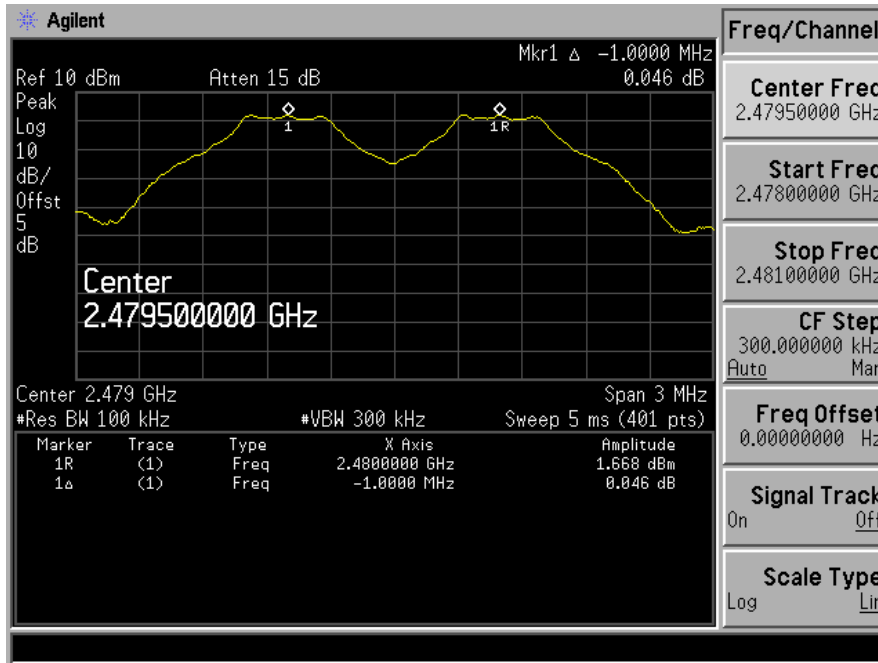 Agilent
Freq/Channel
Mkr1 Δ -1.0000 MHz
Ref 10 dBm Atten 15 dB 0.046 dB
Peak
Log
10
dB/
Offst
5
dB
1
1R
Center
2.479500000 GHz
Center 2.479 GHz Span 3 MHz
#Res BW 100 kHz #VBW 300 kHz Sweep 5 ms (401 pts)
Marker Trace Type X Axis Amplitude
1R (1) Freq 2.4800000 GHz 1.668 dBm
1Δ (1) Freq -1.0000 MHz 0.046 dB
Center Freq
2.47950000 GHz
Start Freq
2.47800000 GHz
Stop Freq
2.48100000 GHz
CF Step
300.000000 kHz
Auto Man
Freq Offset
0.00000000 Hz
Signal Track
On Off
Scale Type
Log Lin